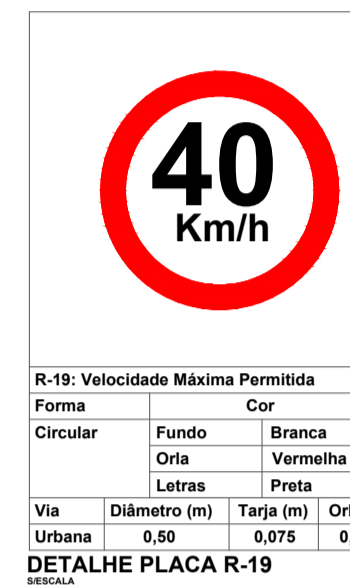 40
Km/h
R-19: Velocidade Máxima Permitida
Forma Cor
Circular Fundo Branca
Orla Vermelha
Letras Preta
Via Diâmetro (m) Tarja (m)
Urbana 0,50 0,075
DETALHE PLACA R-19
S/ESCALA